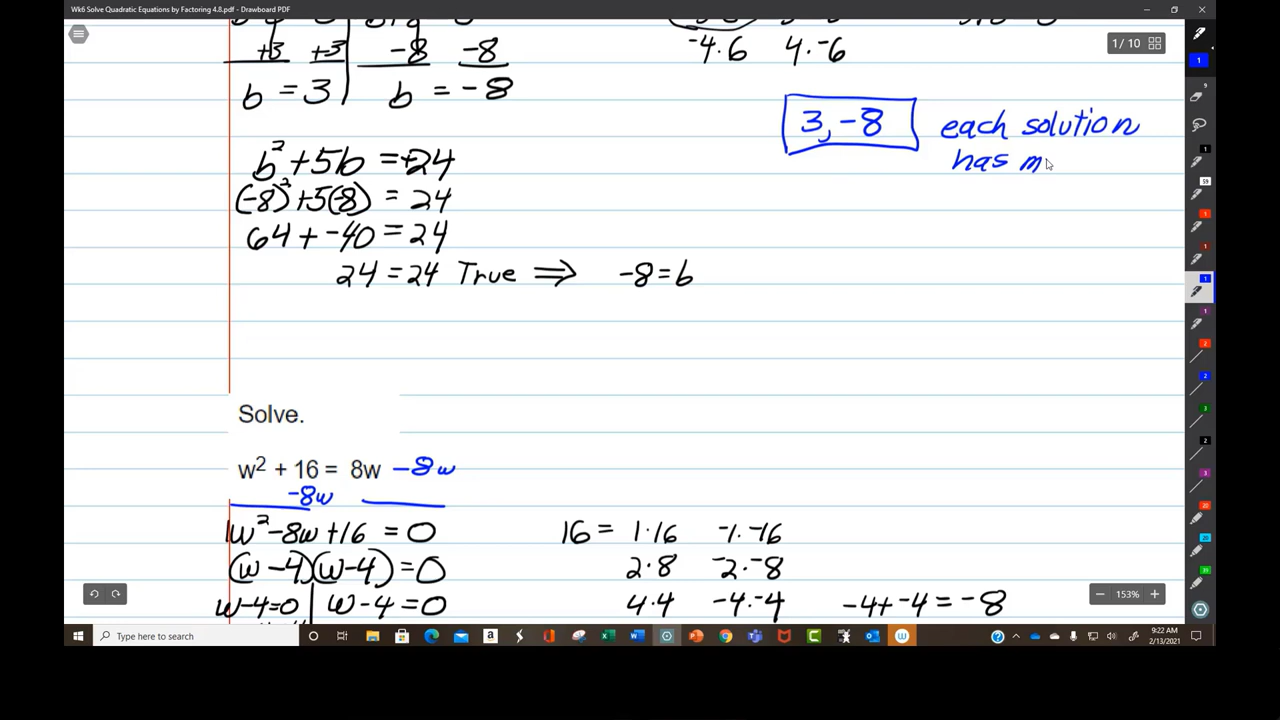 Wk6 Solve Quadratic Equations by Factoring 4.8.pdf - Drawboard PDF
1 / 10
+3 +3 -8 -8
b = 3 b = -8
-4·6 4·-6
3, -8 each solution
has m
b² + 5b = 24
(-8)² + 5(-8) = 24
64 + -40 = 24
24 = 24 True ⇒ -8 = b
Solve.
w² + 16 = 8w -8w
-8w
1w² - 8w + 16 = 0 16 = 1·16 -1·-16
(w - 4)(w - 4) = 0 2·8 -2·-8
w - 4 = 0 w - 4 = 0 4·4 -4·-4 -4 + -4 = -8
153%
Type here to search
9:22 AM
2/13/2021